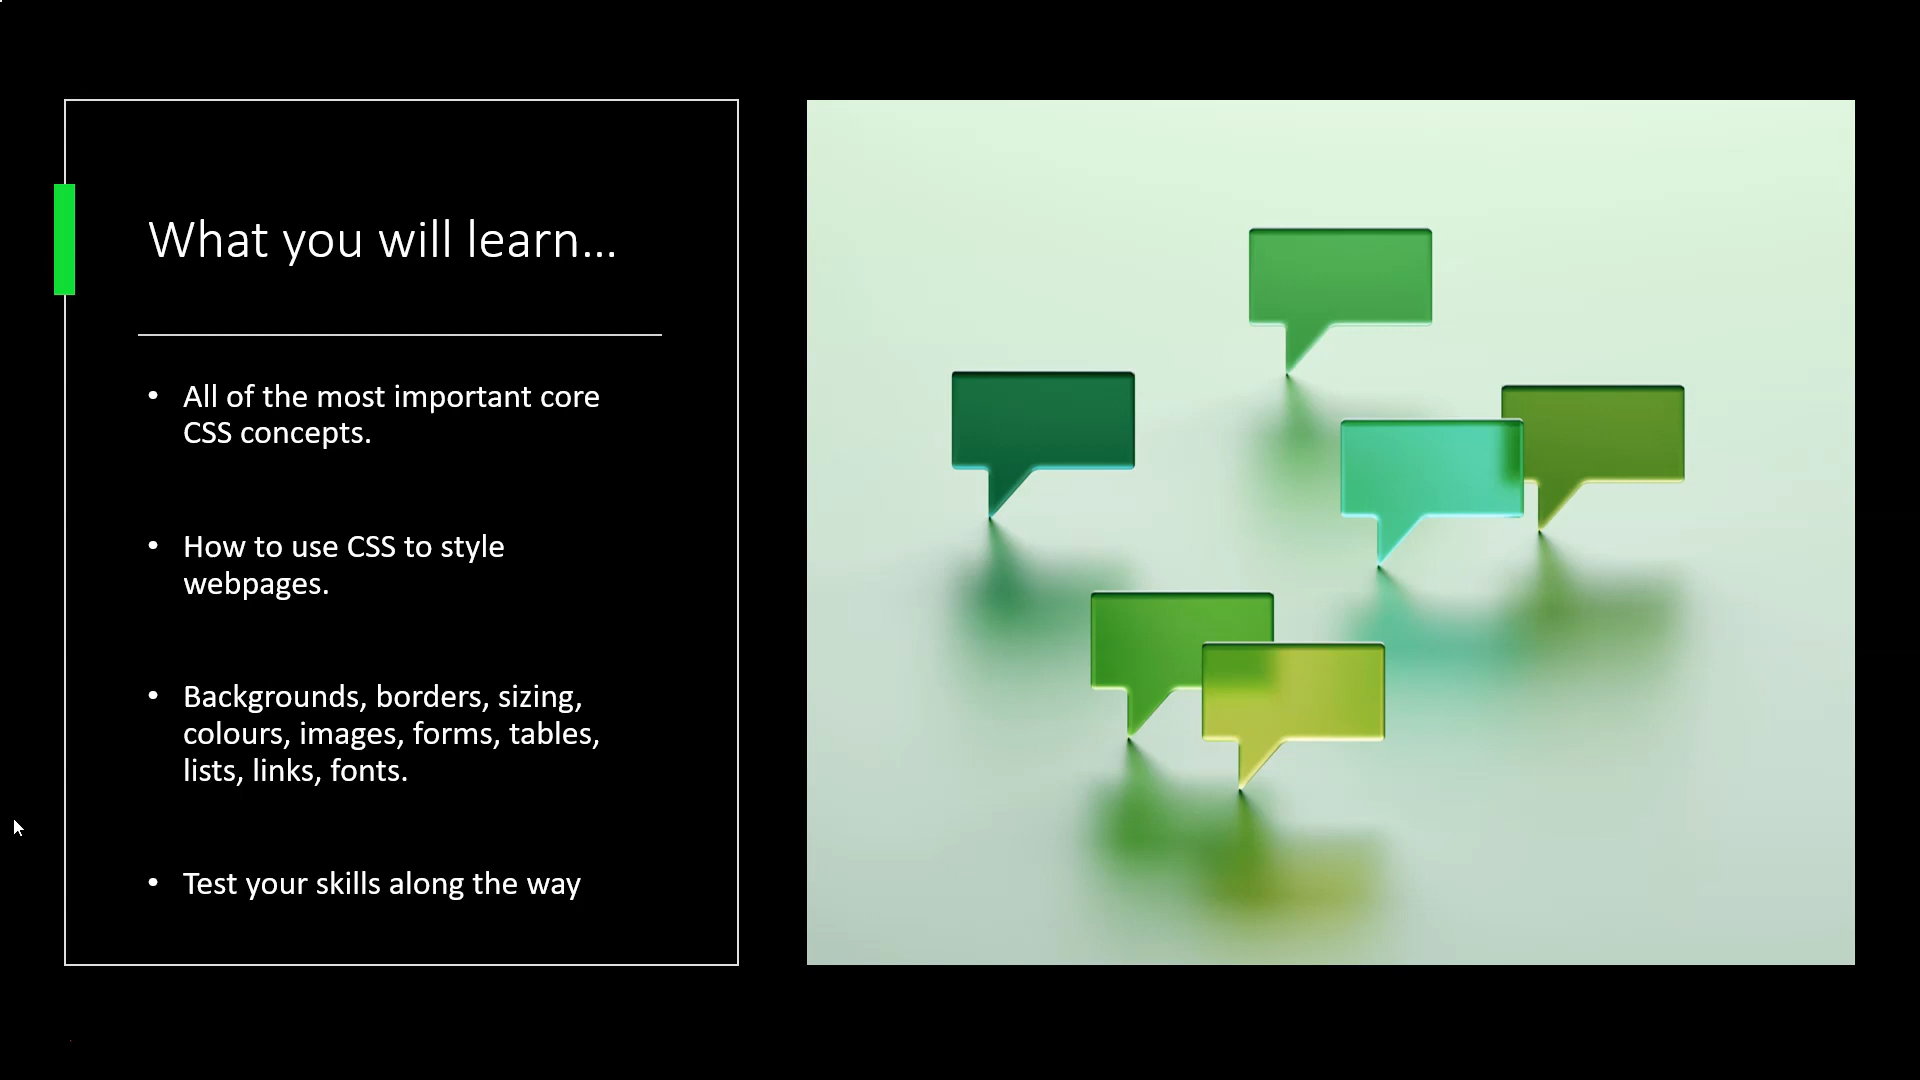 What you will learn...
• All of the most important core
CSS concepts.
• How to use CSS to style
webpages.
• Backgrounds, borders, sizing,
colours, images, forms, tables,
lists, links, fonts.
• Test your skills along the way